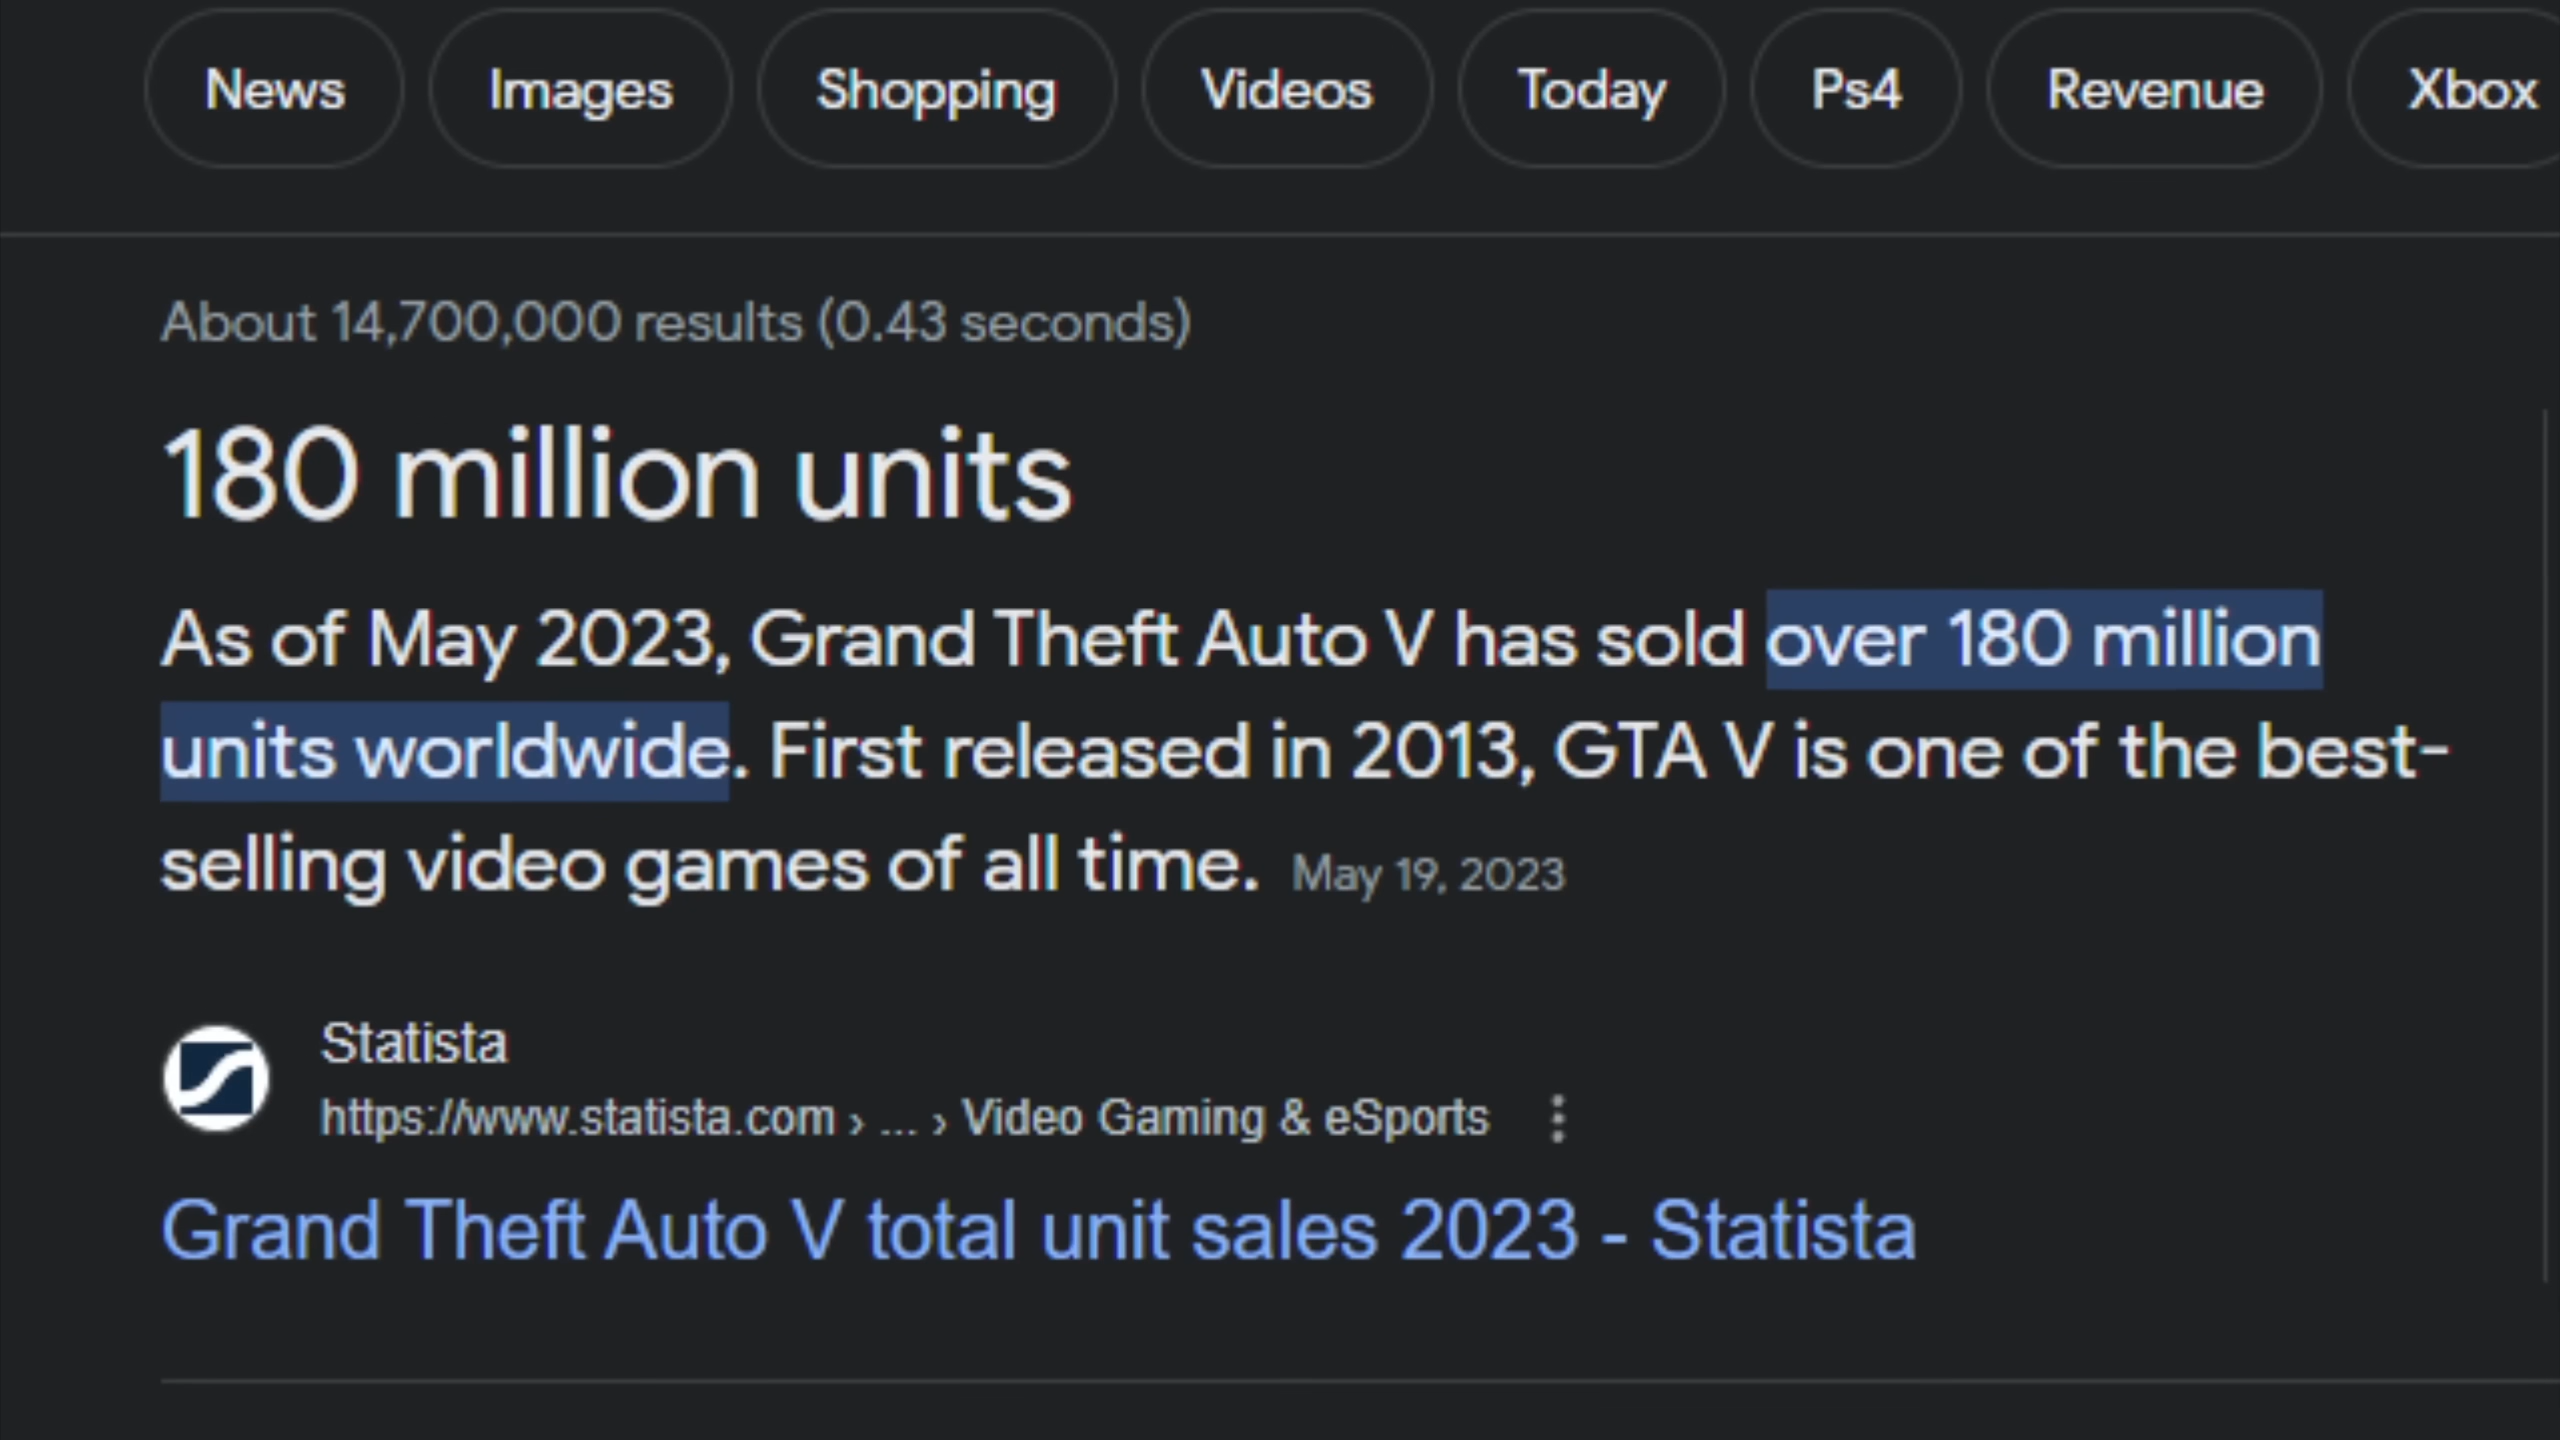 News Images Shopping Videos Today Ps4 Revenue Xbox
About 14,700,000 results (0.43 seconds)
180 million units
As of May 2023, Grand Theft Auto V has sold over 180 million
units worldwide. First released in 2013, GTA V is one of the best-
selling video games of all time. May 19, 2023
Statista
https://www.statista.com › ... › Video Gaming & eSports
Grand Theft Auto V total unit sales 2023 - Statista